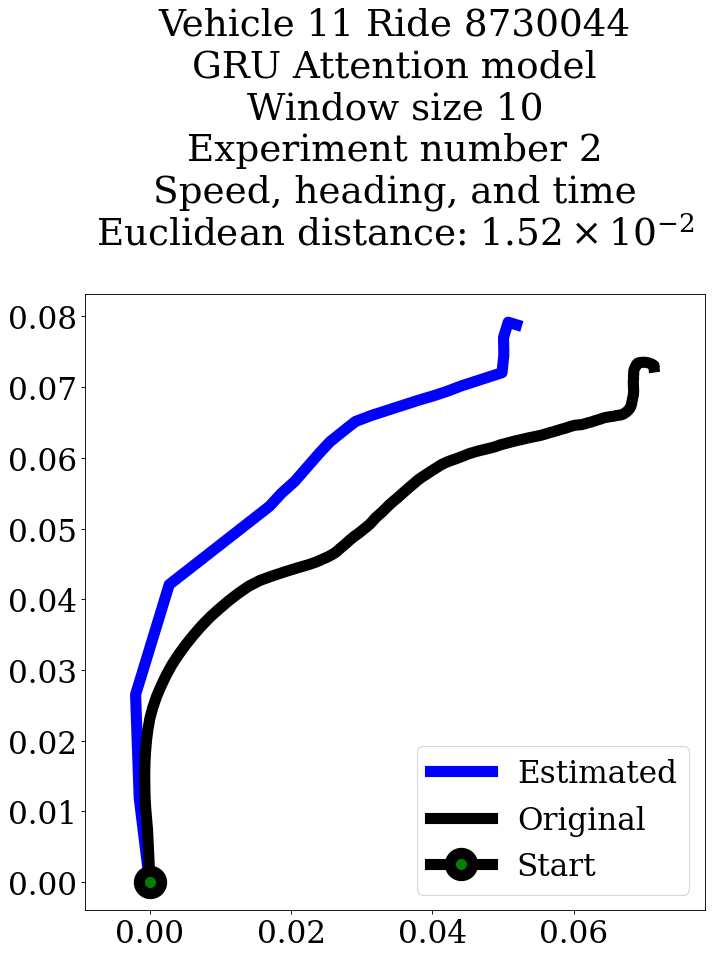 Vehicle 11 Ride 8730044
GRU Attention model
Window size 10
Experiment number 2
Speed, heading, and time
Euclidean distance: 1.52 × 10⁻²
0.08
0.07
0.06
0.05
0.04
0.03
0.02
0.01
0.00
Estimated
Original
Start
0.00 0.02 0.04 0.06